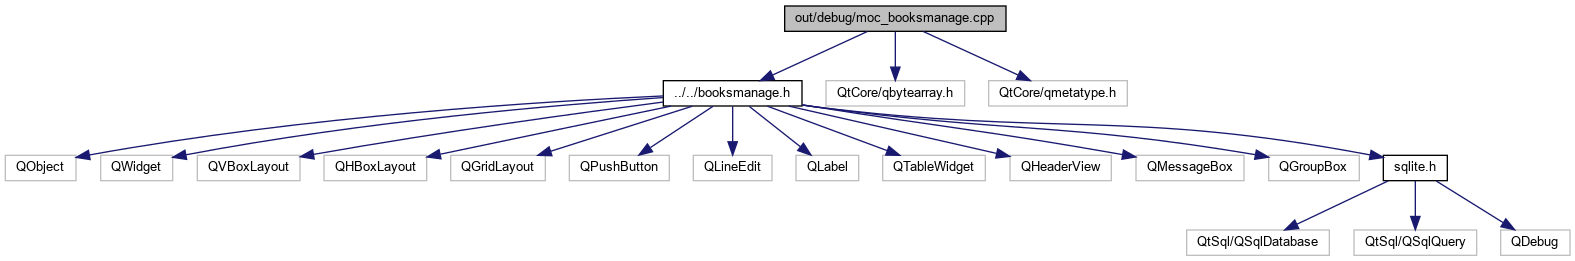 out/debug/moc_booksmanage.cpp
../../booksmanage.h
QtCore/qbytearray.h
QtCore/qmetatype.h
QObject
QWidget
QVBoxLayout
QHBoxLayout
QGridLayout
QPushButton
QLineEdit
QLabel
QTableWidget
QHeaderView
QMessageBox
QGroupBox
sqlite.h
QtSql/QSqlDatabase
QtSql/QSqlQuery
QDebug